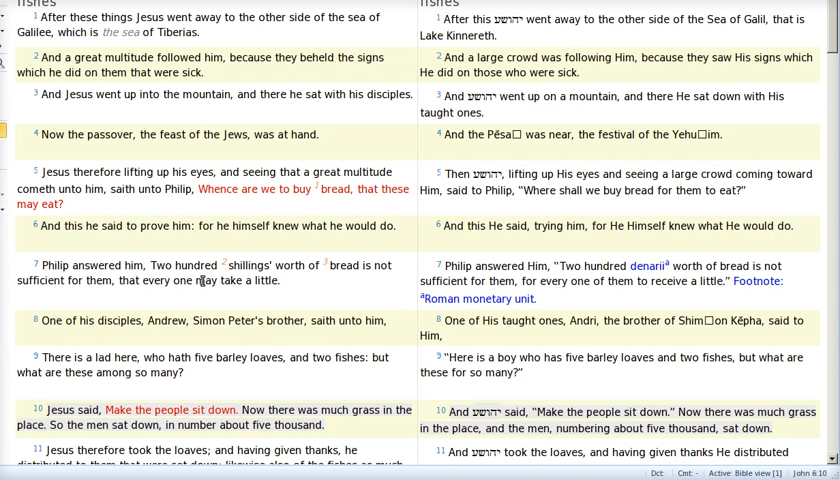 fishes
1 After these things Jesus went away to the other side of the sea of
Galilee, which is the sea of Tiberias.
2 And a great multitude followed him, because they beheld the signs
which he did on them that were sick.
3 And Jesus went up into the mountain, and there he sat with his disciples.
4 Now the passover, the feast of the Jews, was at hand.
5 Jesus therefore lifting up his eyes, and seeing that a great multitude
cometh unto him, saith unto Philip, Whence are we to buy 1 bread, that these
may eat?
6 And this he said to prove him: for he himself knew what he would do.
7 Philip answered him, Two hundred 2 shillings' worth of 3 bread is not
sufficient for them, that every one may take a little.
8 One of his disciples, Andrew, Simon Peter's brother, saith unto him,
9 There is a lad here, who hath five barley loaves, and two fishes: but
what are these among so many?
10 Jesus said, Make the people sit down. Now there was much grass in the
place. So the men sat down, in number about five thousand.
11 Jesus therefore took the loaves; and having given thanks, he
distributed to them that were set down; likewise also of the fishes as much
fishes
1 After this יהושע went away to the other side of the Sea of Galil, that is
Lake Kinnereth.
2 And a large crowd was following Him, because they saw His signs which
He did on those who were sick.
3 And יהושע went up on a mountain, and there He sat down with His
taught ones.
4 And the Pĕsa□ was near, the festival of the Yehu□im.
5 Then יהושע, lifting up His eyes and seeing a large crowd coming toward
Him, said to Philip, “Where shall we buy bread for them to eat?”
6 And this He said, trying him, for He Himself knew what He would do.
7 Philip answered Him, “Two hundred denariia worth of bread is not
sufficient for them, for every one of them to receive a little.” Footnote:
aRoman monetary unit.
8 One of His taught ones, Andri, the brother of Shim□on Kĕpha, said to
Him,
9 “Here is a boy who has five barley loaves and two fishes, but what are
these for so many?”
10 And יהושע said, “Make the people sit down.” Now there was much grass
in the place, and the men, numbering about five thousand, sat down.
11 And יהושע took the loaves, and having given thanks He distributed
Dct: Cmt: - Active: Bible view [1] John 6:10